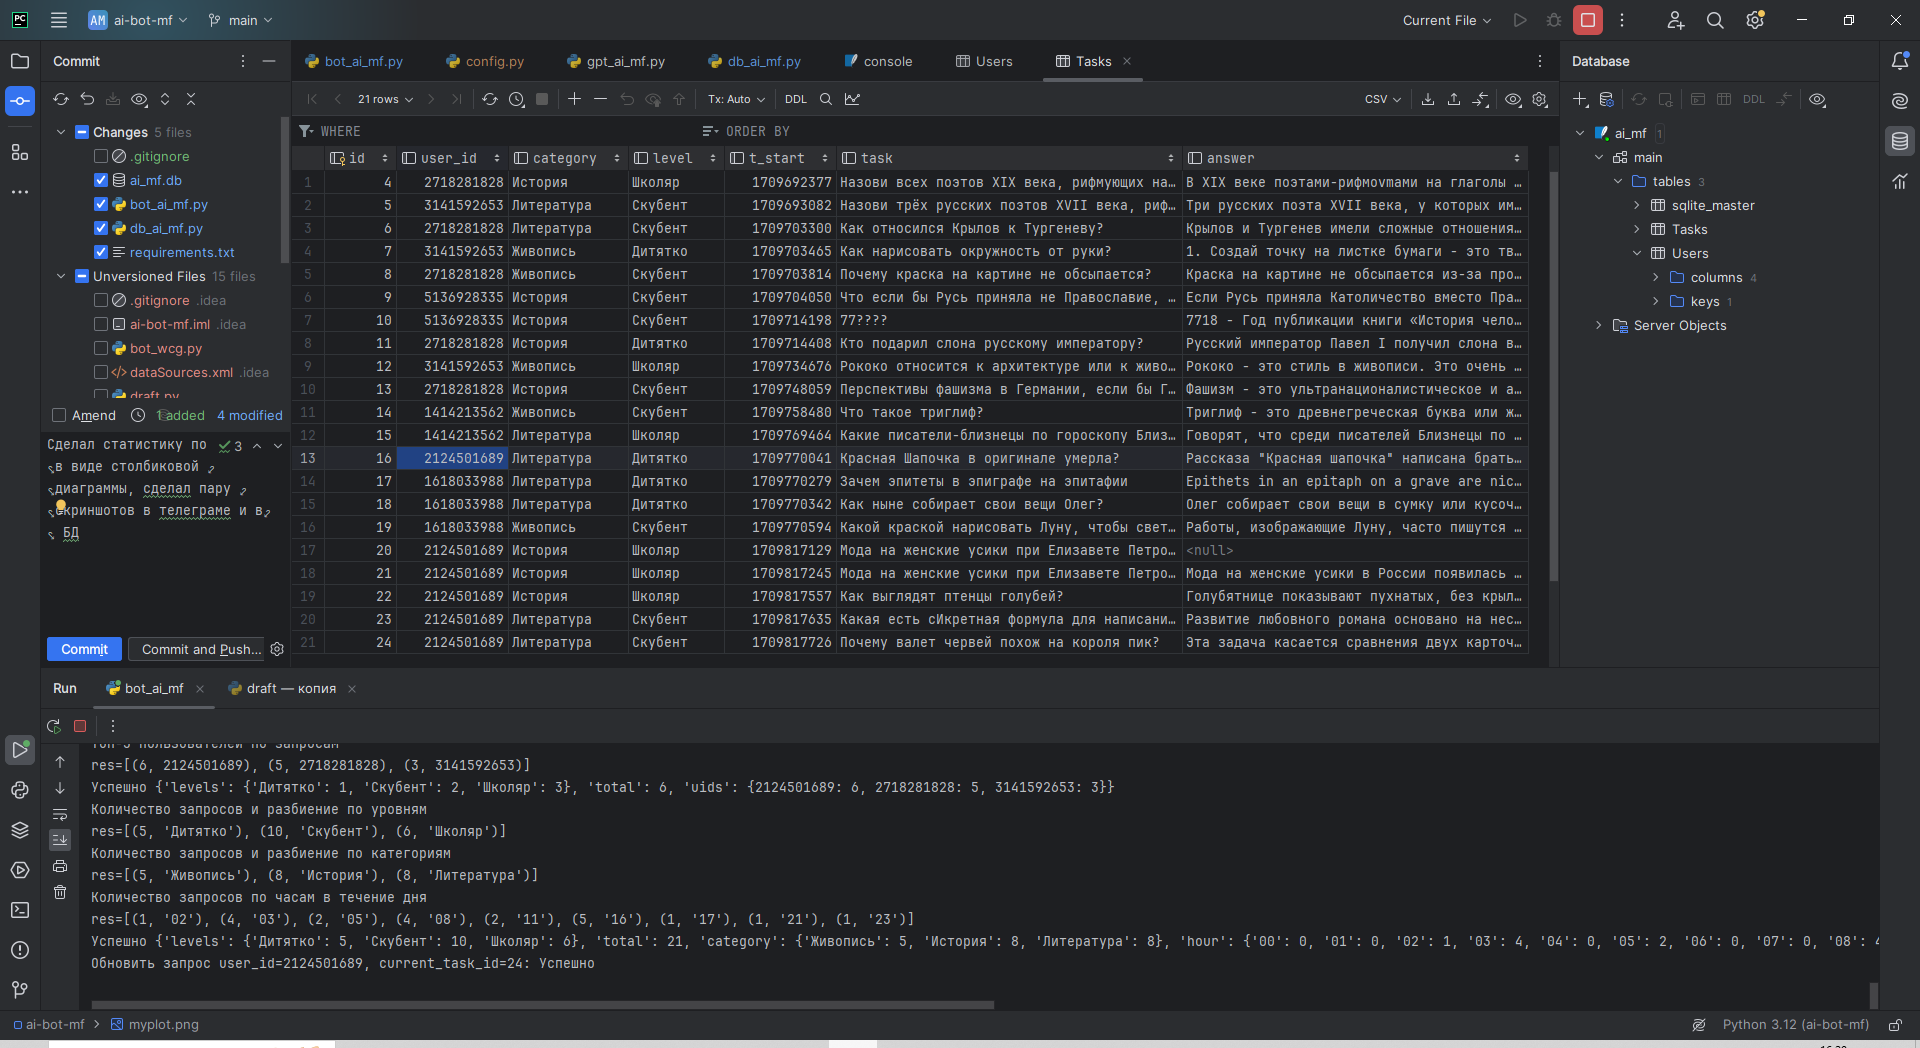 PC AM ai-bot-mf main Current File
Commit
bot_ai_mf.py config.py gpt_ai_mf.py db_ai_mf.py console Users Tasks
Database
21 rows Tx: Auto DDL CSV
DDL
Changes 5 files
.gitignore
ai_mf.db
bot_ai_mf.py
db_ai_mf.py
requirements.txt
Unversioned Files 15 files
.gitignore .idea
ai-bot-mf.iml .idea
bot_wcg.py
dataSources.xml .idea
draft.py
Amend 1 added 4 modified
Сделал статистику по 3
в виде столбиковой
диаграммы, сделал пару
скриншотов в телеграме и в
БД
Commit Commit and Push...
WHERE ORDER BY
id user_id category level t_start task answer
1 4 2718281828 История Школяр 1709692377 Назови всех поэтов XIX века, рифмующих на… В XIX веке поэтами-рифмоvmами на глаголы …
2 5 3141592653 Литература Скубент 1709693082 Назови трёх русских поэтов XVII века, риф… Три русских поэта XVII века, у которых им…
3 6 2718281828 Литература Скубент 1709703300 Как относился Крылов к Тургеневу? Крылов и Тургенев имели сложные отношения…
4 7 3141592653 Живопись Дитятко 1709703465 Как нарисовать окружность от руки? 1. Создай точку на листке бумаги - это тв…
5 8 2718281828 Живопись Скубент 1709703814 Почему краска на картине не обсыпается? Краска на картине не обсыпается из-за про…
6 9 5136928335 История Скубент 1709704050 Что если бы Русь приняла не Православие, … Если Русь приняла Католичество вместо Пра…
7 10 5136928335 История Скубент 1709714198 77???? 7718 - Год публикации книги «История чело…
8 11 2718281828 История Дитятко 1709714408 Кто подарил слона русскому императору? Русский император Павел I получил слона в…
9 12 3141592653 Живопись Школяр 1709734676 Рококо относится к архитектуре или к живо… Рококо - это стиль в живописи. Это очень …
10 13 2718281828 История Скубент 1709748059 Перспективы фашизма в Германии, если бы Г… Фашизм - это ультранационалистическое и а…
11 14 1414213562 Живопись Скубент 1709758480 Что такое триглиф? Триглиф - это древнегреческая буква или ж…
12 15 1414213562 Литература Школяр 1709769464 Какие писатели-близнецы по гороскопу Близ… Говорят, что среди писателей Близнецы по …
13 16 2124501689 Литература Дитятко 1709770041 Красная Шапочка в оригинале умерла? Рассказа "Красная шапочка" написана брать…
14 17 1618033988 Литература Дитятко 1709770279 Зачем эпитеты в эпиграфе на эпитафии Epithets in an epitaph on a grave are nic…
15 18 1618033988 Литература Дитятко 1709770342 Как ныне собирает свои вещи Олег? Олег собирает свои вещи в сумку или кусоч…
16 19 1618033988 Живопись Скубент 1709770594 Какой краской нарисовать Луну, чтобы свет… Работы, изображающие Луну, часто пишутся …
17 20 2124501689 История Школяр 1709817129 Мода на женские усики при Елизавете Петро… <null>
18 21 2124501689 История Школяр 1709817245 Мода на женские усики при Елизавете Петро… Мода на женские усики в России появилась …
19 22 2124501689 История Школяр 1709817557 Как выглядят птенцы голубей? Голубятнице показывают пухнатых, без крыл…
20 23 2124501689 Литература Скубент 1709817635 Какая есть сИкретная формула для написани… Развитие любовного романа основано на нес…
21 24 2124501689 Литература Скубент 1709817726 Почему валет червей похож на короля пик? Эта задача касается сравнения двух карточ…
ai_mf 1
main
tables 3
sqlite_master
Tasks
Users
columns 4
keys 1
Server Objects
Run bot_ai_mf draft — копия
Топ-3 пользователей по запросам
res=[(6, 2124501689), (5, 2718281828), (3, 3141592653)]
Успешно {'levels': {'Дитятко': 1, 'Скубент': 2, 'Школяр': 3}, 'total': 6, 'uids': {2124501689: 6, 2718281828: 5, 3141592653: 3}}
Количество запросов и разбиение по уровням
res=[(5, 'Дитятко'), (10, 'Скубент'), (6, 'Школяр')]
Количество запросов и разбиение по категориям
res=[(5, 'Живопись'), (8, 'История'), (8, 'Литература')]
Количество запросов по часам в течение дня
res=[(1, '02'), (4, '03'), (2, '05'), (4, '08'), (2, '11'), (5, '16'), (1, '17'), (1, '21'), (1, '23')]
Успешно {'levels': {'Дитятко': 5, 'Скубент': 10, 'Школяр': 6}, 'total': 21, 'category': {'Живопись': 5, 'История': 8, 'Литература': 8}, 'hour': {'00': 0, '01': 0, '02': 1, '03': 4, '04': 0, '05': 2, '06': 0, '07': 0, '08': 4
Обновить запрос user_id=2124501689, current_task_id=24: Успешно
ai-bot-mf myplot.png Python 3.12 (ai-bot-mf)